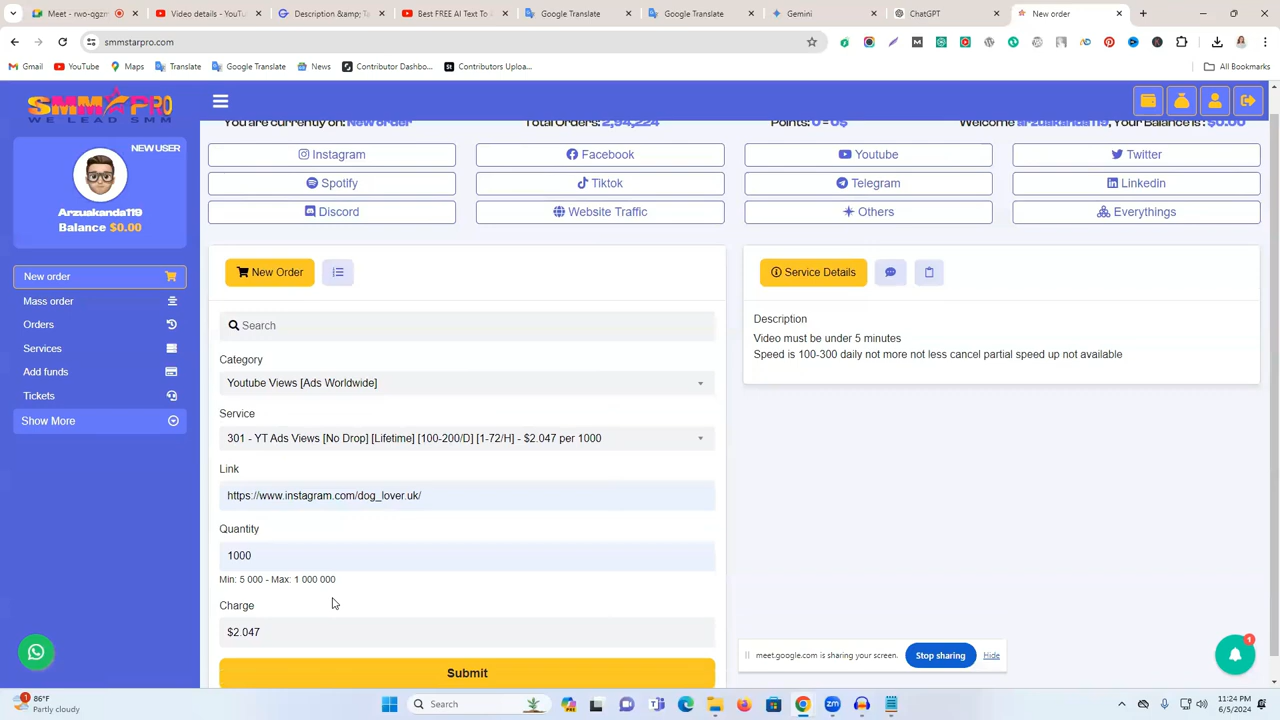 Meet - two-qgzm
Video details - YouTu
Description &amp; Ta
Best FREE AI Text To
Google Translate
Google Translate
Gemini
ChatGPT
New order
smmstarpro.com
Gmail
YouTube
Maps
Translate
Google Translate
News
Contributor Dashbo...
Contributors Uploa...
All Bookmarks
SMM PRO
WE LEAD SMM
NEW USER
Arzuakanda119
Balance $0.00
New order
Mass order
Orders
Services
Add funds
Tickets
Show More
You are currently on: New order
Total Orders: 2,94,224
Points: 0 = 0$
Welcome arzuakanda119, Your Balance is : $0.00
Instagram
Facebook
Youtube
Twitter
Spotify
Tiktok
Telegram
Linkedin
Discord
Website Traffic
Others
Everythings
New Order
Search
Category
Youtube Views [Ads Worldwide]
Service
301 - YT Ads Views [No Drop] [Lifetime] [100-200/D] [1-72/H] - $2.047 per 1000
Link
https://www.instagram.com/dog_lover.uk/
Quantity
1000
Min: 5 000 - Max: 1 000 000
Charge
$2.047
Submit
Service Details
Description
Video must be under 5 minutes
Speed is 100-300 daily not more not less cancel partial speed up not available
meet.google.com is sharing your screen.
Stop sharing
Hide
1
1
86°F
Partly cloudy
Search
11:24 PM
6/5/2024